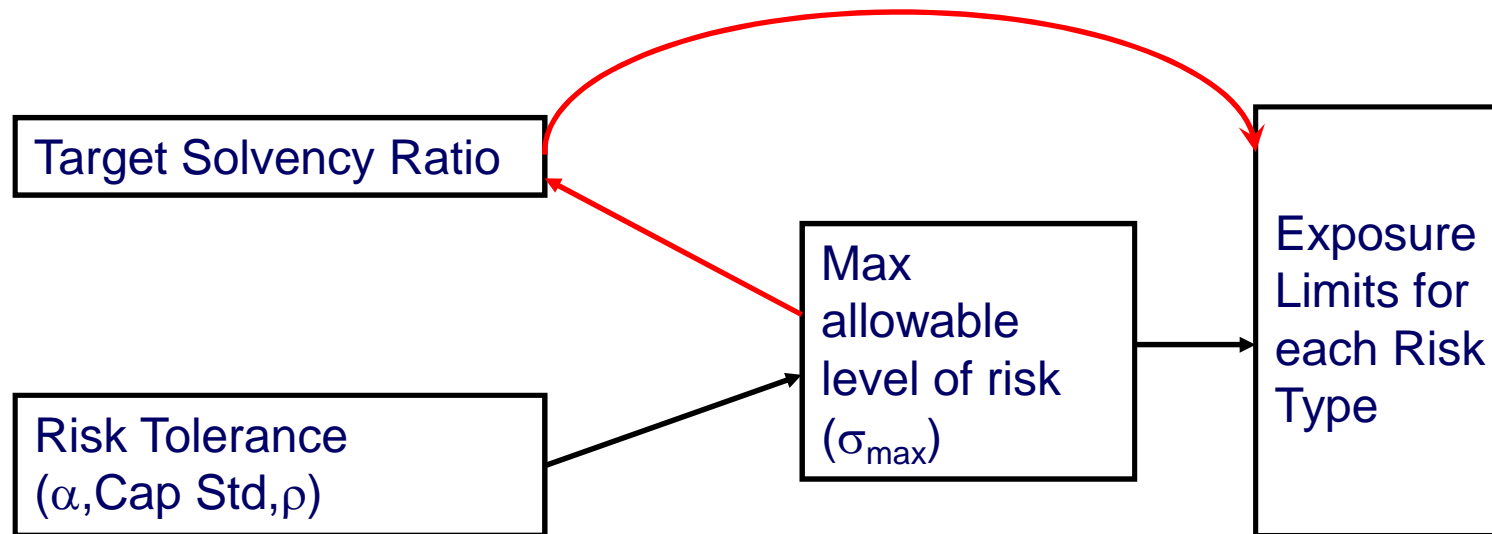 Target Solvency Ratio
Risk Tolerance
(α,Cap Std,ρ)
Max
allowable
level of risk
(σmax)
Exposure
Limits for
each Risk
Type